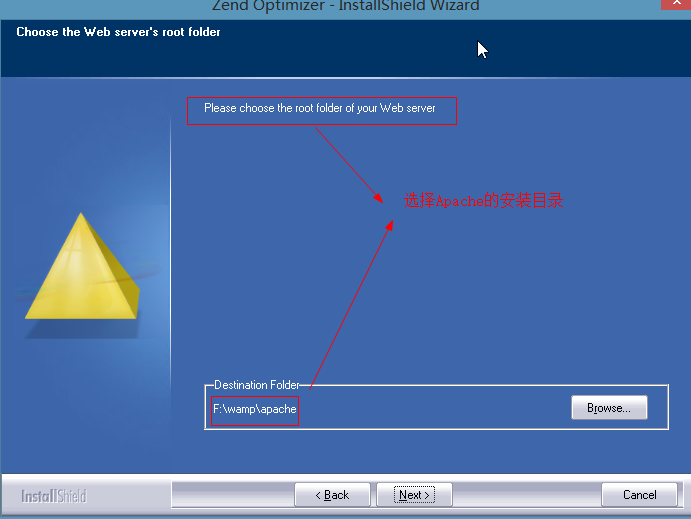 Zend Optimizer - InstallShield Wizard
Choose the Web server's root folder
Please choose the root folder of your Web server
选择Apache的安装目录
Destination Folder
F:\wamp\apache
Browse...
InstallShield
< Back
Next >
Cancel